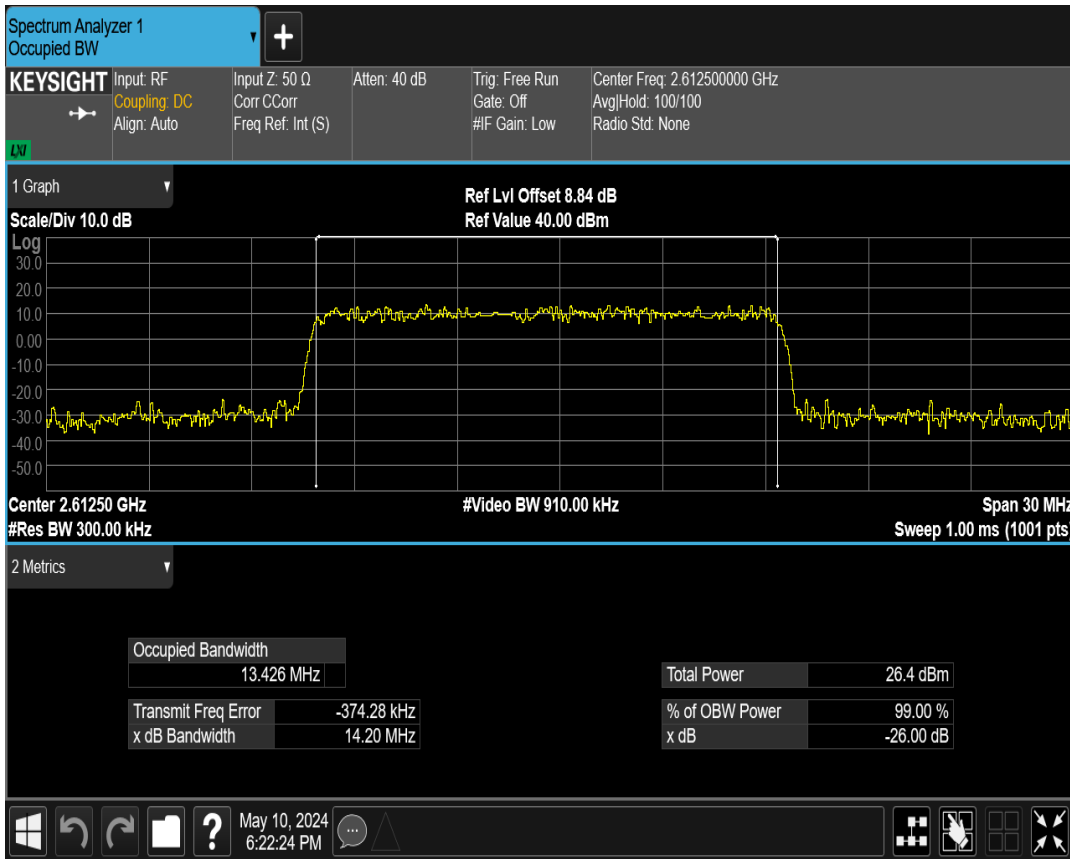 Spectrum Analyzer 1
Occupied BW
+
KEYSIGHT
LXI
Input: RF
Coupling: DC
Align: Auto
Input Z: 50 Ω
Corr CCorr
Freq Ref: Int (S)
Atten: 40 dB
Trig: Free Run
Gate: Off
#IF Gain: Low
Center Freq: 2.612500000 GHz
Avg|Hold: 100/100
Radio Std: None
1 Graph
Scale/Div 10.0 dB
Ref Lvl Offset 8.84 dB
Ref Value 40.00 dBm
Log
30.0
20.0
10.0
0.00
-10.0
-20.0
-30.0
-40.0
-50.0
Center 2.61250 GHz
#Video BW 910.00 kHz
Span 30 MHz
#Res BW 300.00 kHz
Sweep 1.00 ms (1001 pts)
2 Metrics
Occupied Bandwidth
13.426 MHz
Total Power 26.4 dBm
Transmit Freq Error -374.28 kHz
% of OBW Power 99.00 %
x dB Bandwidth 14.20 MHz
x dB -26.00 dB
?
May 10, 2024
6:22:24 PM
...